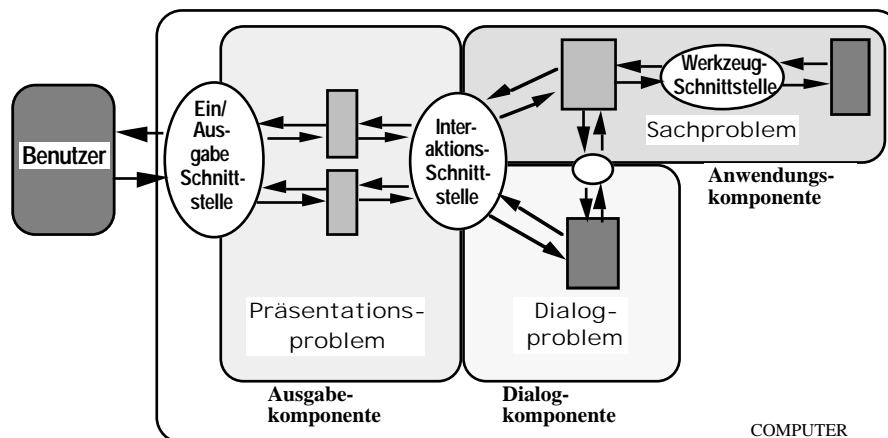 Benutzer
Ein/
Aus-
gabe
Schnitt-
stelle
Inter-
aktions-
Schnitt-
stelle
Werkzeug-
Schnittstelle
Sachproblem
Anwendungs-
komponente
Präsentations-
problem
Dialog-
problem
Ausgabe-
komponente
Dialog-
komponente
COMPUTER